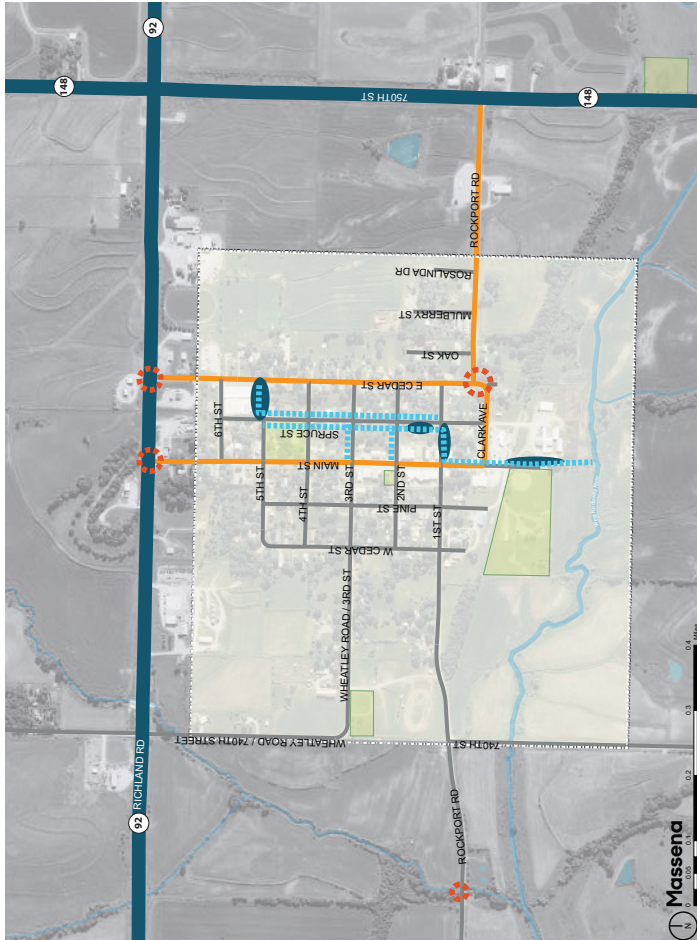 92
148
750TH ST
148
ROCKPORT RD
ROSALINDA DR
MULBERRY ST
OAK ST
E CEDAR ST
6TH ST
SPRUCE ST
CLARK AVE
MAIN ST
5TH ST
4TH ST
3RD ST
2ND ST
1ST ST
PINE ST
W CEDAR ST
WHEATLEY ROAD / 3RD ST
WHEATLEY ROAD / 740TH STREET
740TH ST
RICHLAND RD
92
ROCKPORT RD
N
Massena
0 0.05 0.1 0.2 0.3 0.4
Miles